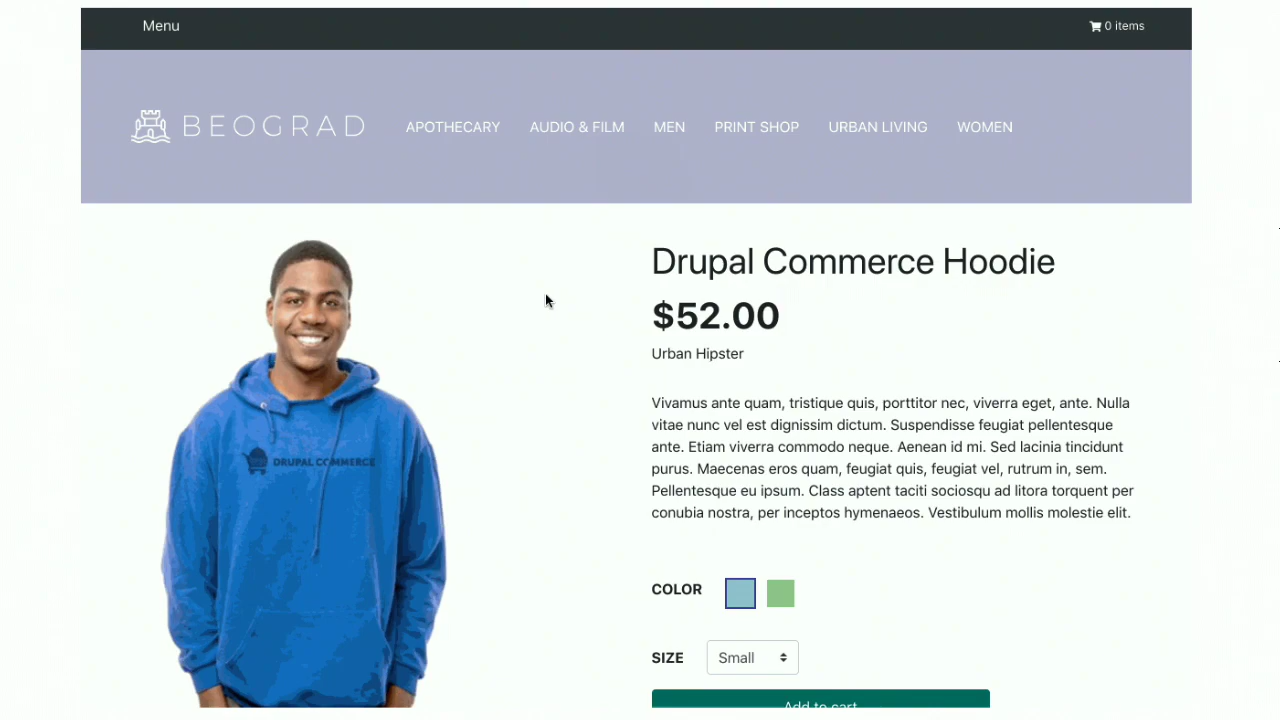 Menu
0 items
BEOGRAD
APOTHECARY
AUDIO & FILM
MEN
PRINT SHOP
URBAN LIVING
WOMEN
Drupal Commerce Hoodie
$52.00
Urban Hipster
Vivamus ante quam, tristique quis, porttitor nec, viverra eget, ante. Nulla
vitae nunc vel est dignissim dictum. Suspendisse feugiat pellentesque
ante. Etiam viverra commodo neque. Aenean id mi. Sed lacinia tincidunt
purus. Maecenas eros quam, feugiat quis, feugiat vel, rutrum in, sem.
Pellentesque eu ipsum. Class aptent taciti sociosqu ad litora torquent per
conubia nostra, per inceptos hymenaeos. Vestibulum mollis molestie elit.
DRUPAL COMMERCE
COLOR
SIZE
Small
Add to cart